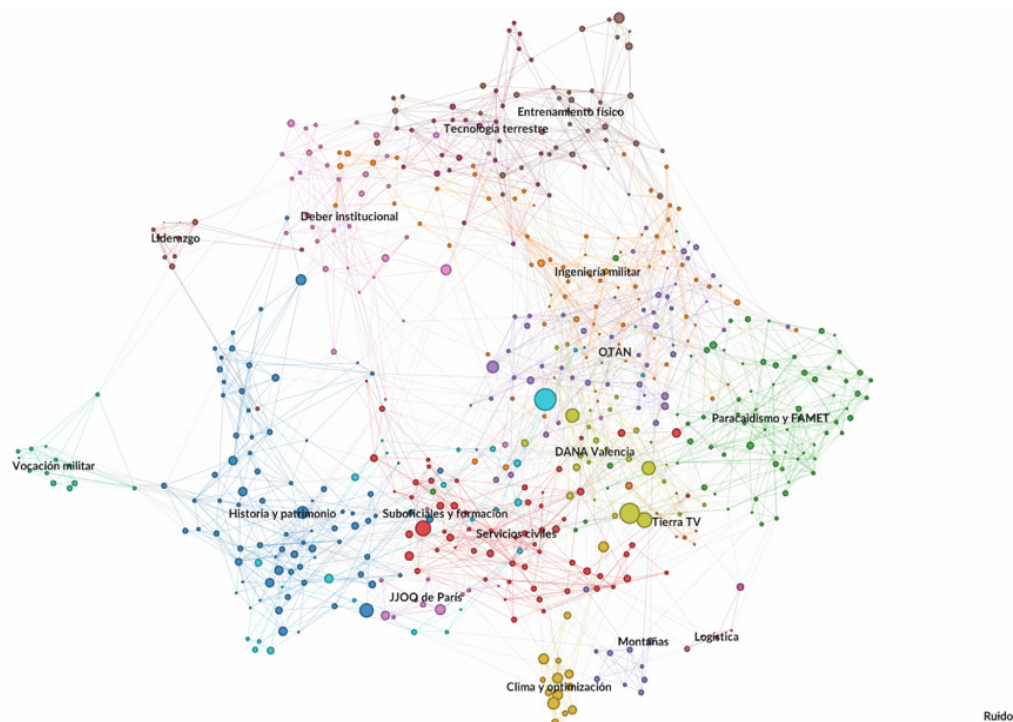 Entrenamiento físico
Tecnología terrestre
Deber institucional
Liderazgo
Ingeniería militar
OTAN
Paracaidismo y FAMET
DANA Valencia
Vocación militar
Historia y patrimonio
Suboficiales y formación
Tierra TV
Servicios civiles
JJOO de París
Logística
Montañas
Clima y optimización
Ruido